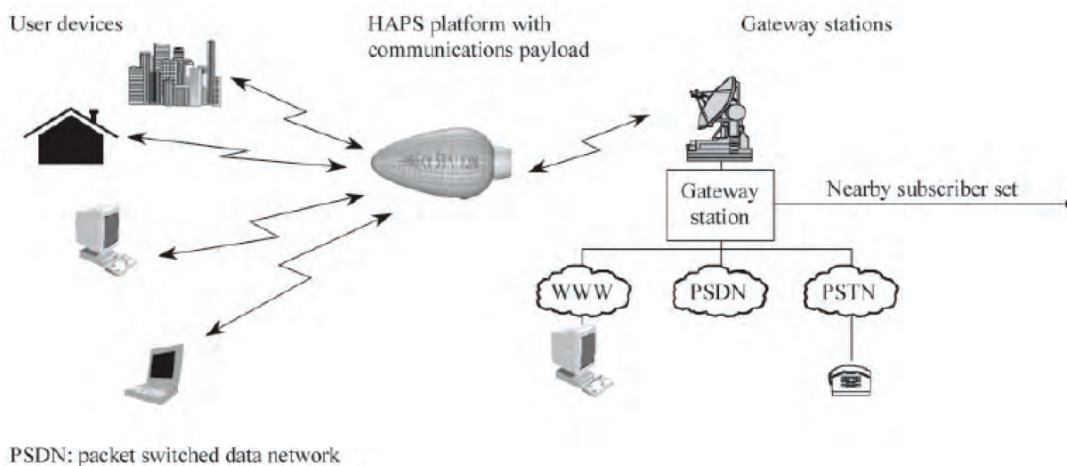 User devices
HAPS platform with
communications payload
Gateway stations
STATION
Gateway
station
Nearby subscriber set
WWW
PSDN
PSTN
PSDN: packet switched data network